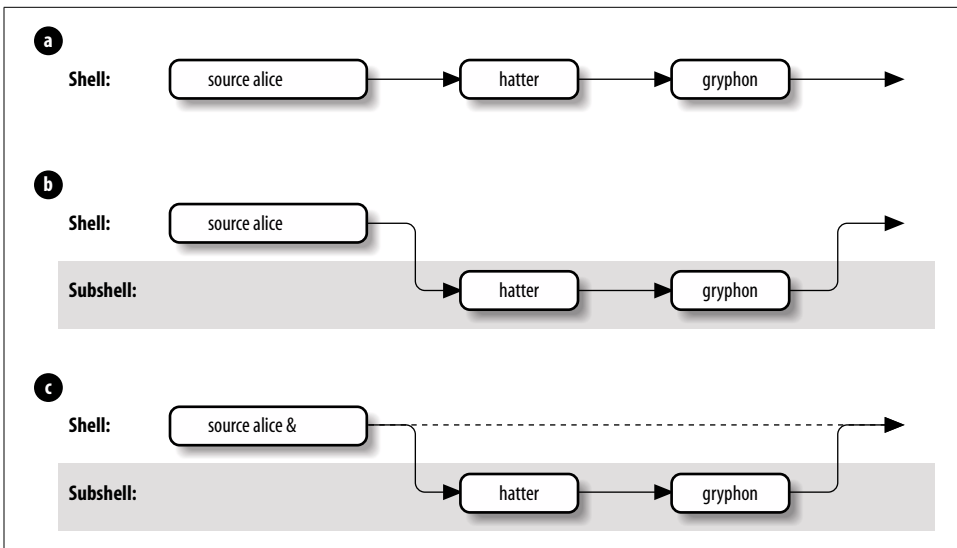 a
Shell: source alice hatter gryphon
b
Shell: source alice
Subshell: hatter gryphon
c
Shell: source alice &
Subshell: hatter gryphon